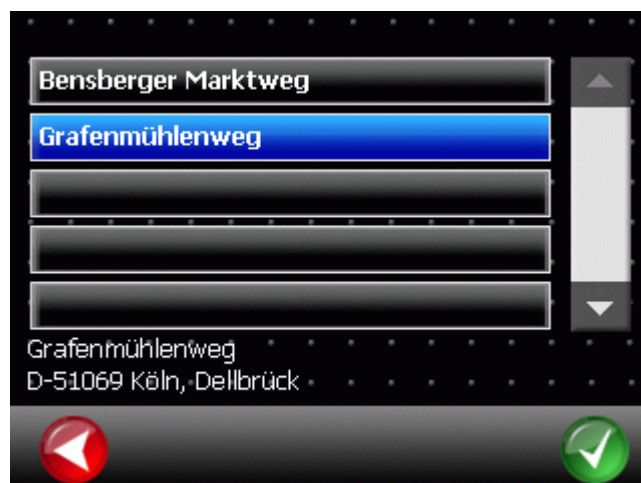 Bensberger Marktweg
Grafenmühlenweg
Grafenmühlenweg
D-51069 Köln, Dellbrück